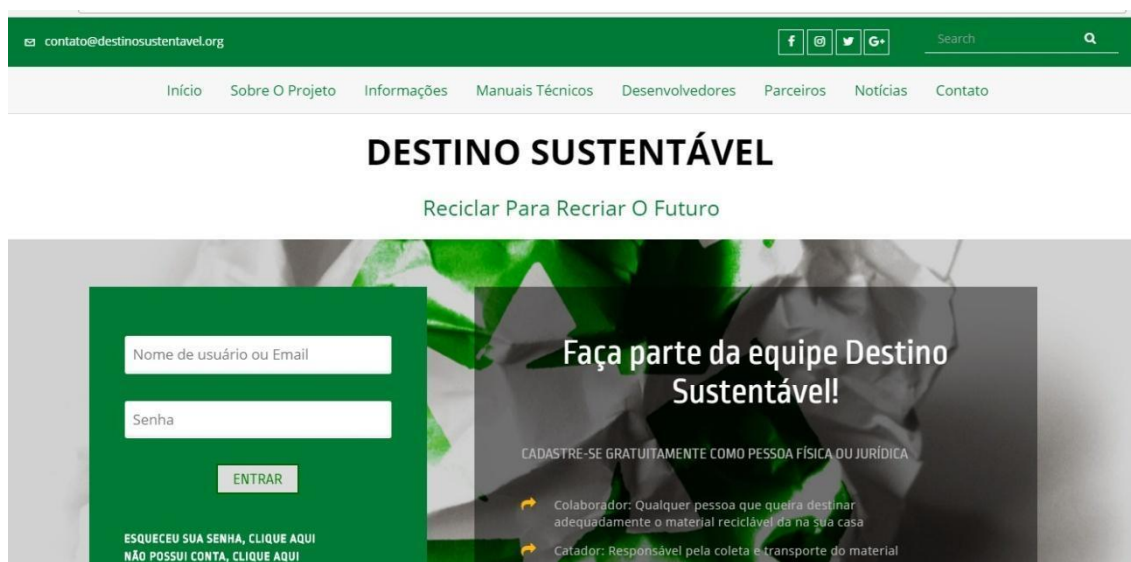 contato@destinosustentavel.org
Search
Início Sobre O Projeto Informações Manuais Técnicos Desenvolvedores Parceiros Notícias Contato
DESTINO SUSTENTÁVEL
Reciclar Para Recriar O Futuro
Nome de usuário ou Email
Senha
ENTRAR
ESQUECEU SUA SENHA, CLIQUE AQUI
NÃO POSSUI CONTA, CLIQUE AQUI
Faça parte da equipe Destino
Sustentável!
CADASTRE-SE GRATUITAMENTE COMO PESSOA FÍSICA OU JURÍDICA
Colaborador: Qualquer pessoa que queira destinar
adequadamente o material reciclável da na sua casa
Catador: Responsável pela coleta e transporte do material